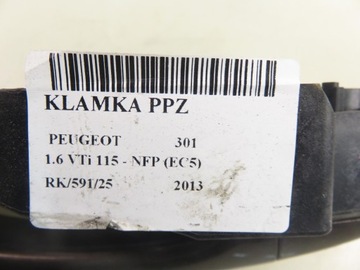 KLAMKA PPZ
PEUGEOT 301
1.6 VTi 115 - NFP (EC5)
RK/591/25 2013